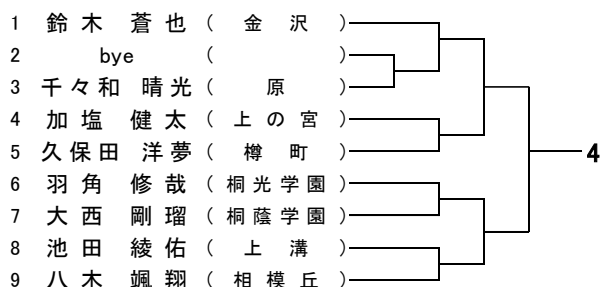 1 鈴木 蒼也 ( 金沢 )
2 bye ( )
3 千々和 晴光 ( 原 )
4 加塩 健太 ( 上の宮 )
5 久保田 洋夢 ( 樽町 )
6 羽角 修哉 ( 桐光学園 )
7 大西 剛瑠 ( 桐蔭学園 )
8 池田 綾佑 ( 上溝 )
9 八木 颯翔 ( 相模丘 )
4